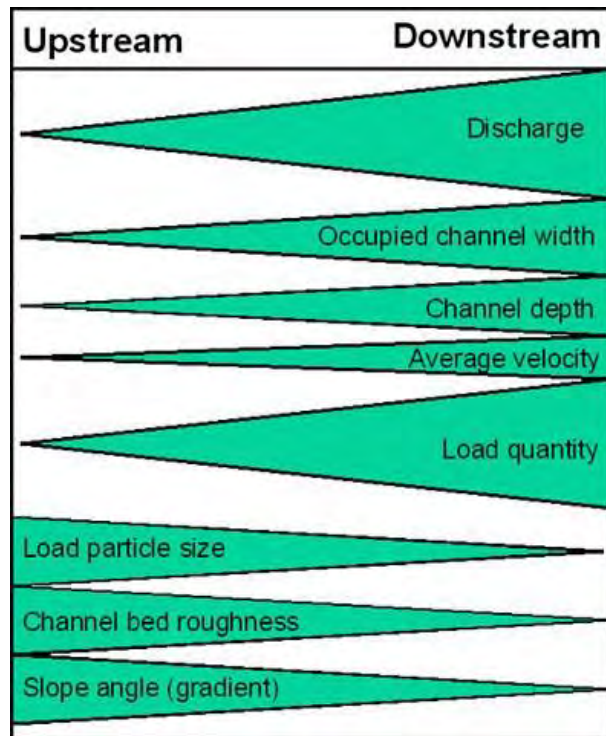 Upstream
Downstream
Discharge
Occupied channel width
Channel depth
Average velocity
Load quantity
Load particle size
Channel bed roughness
Slope angle (gradient)